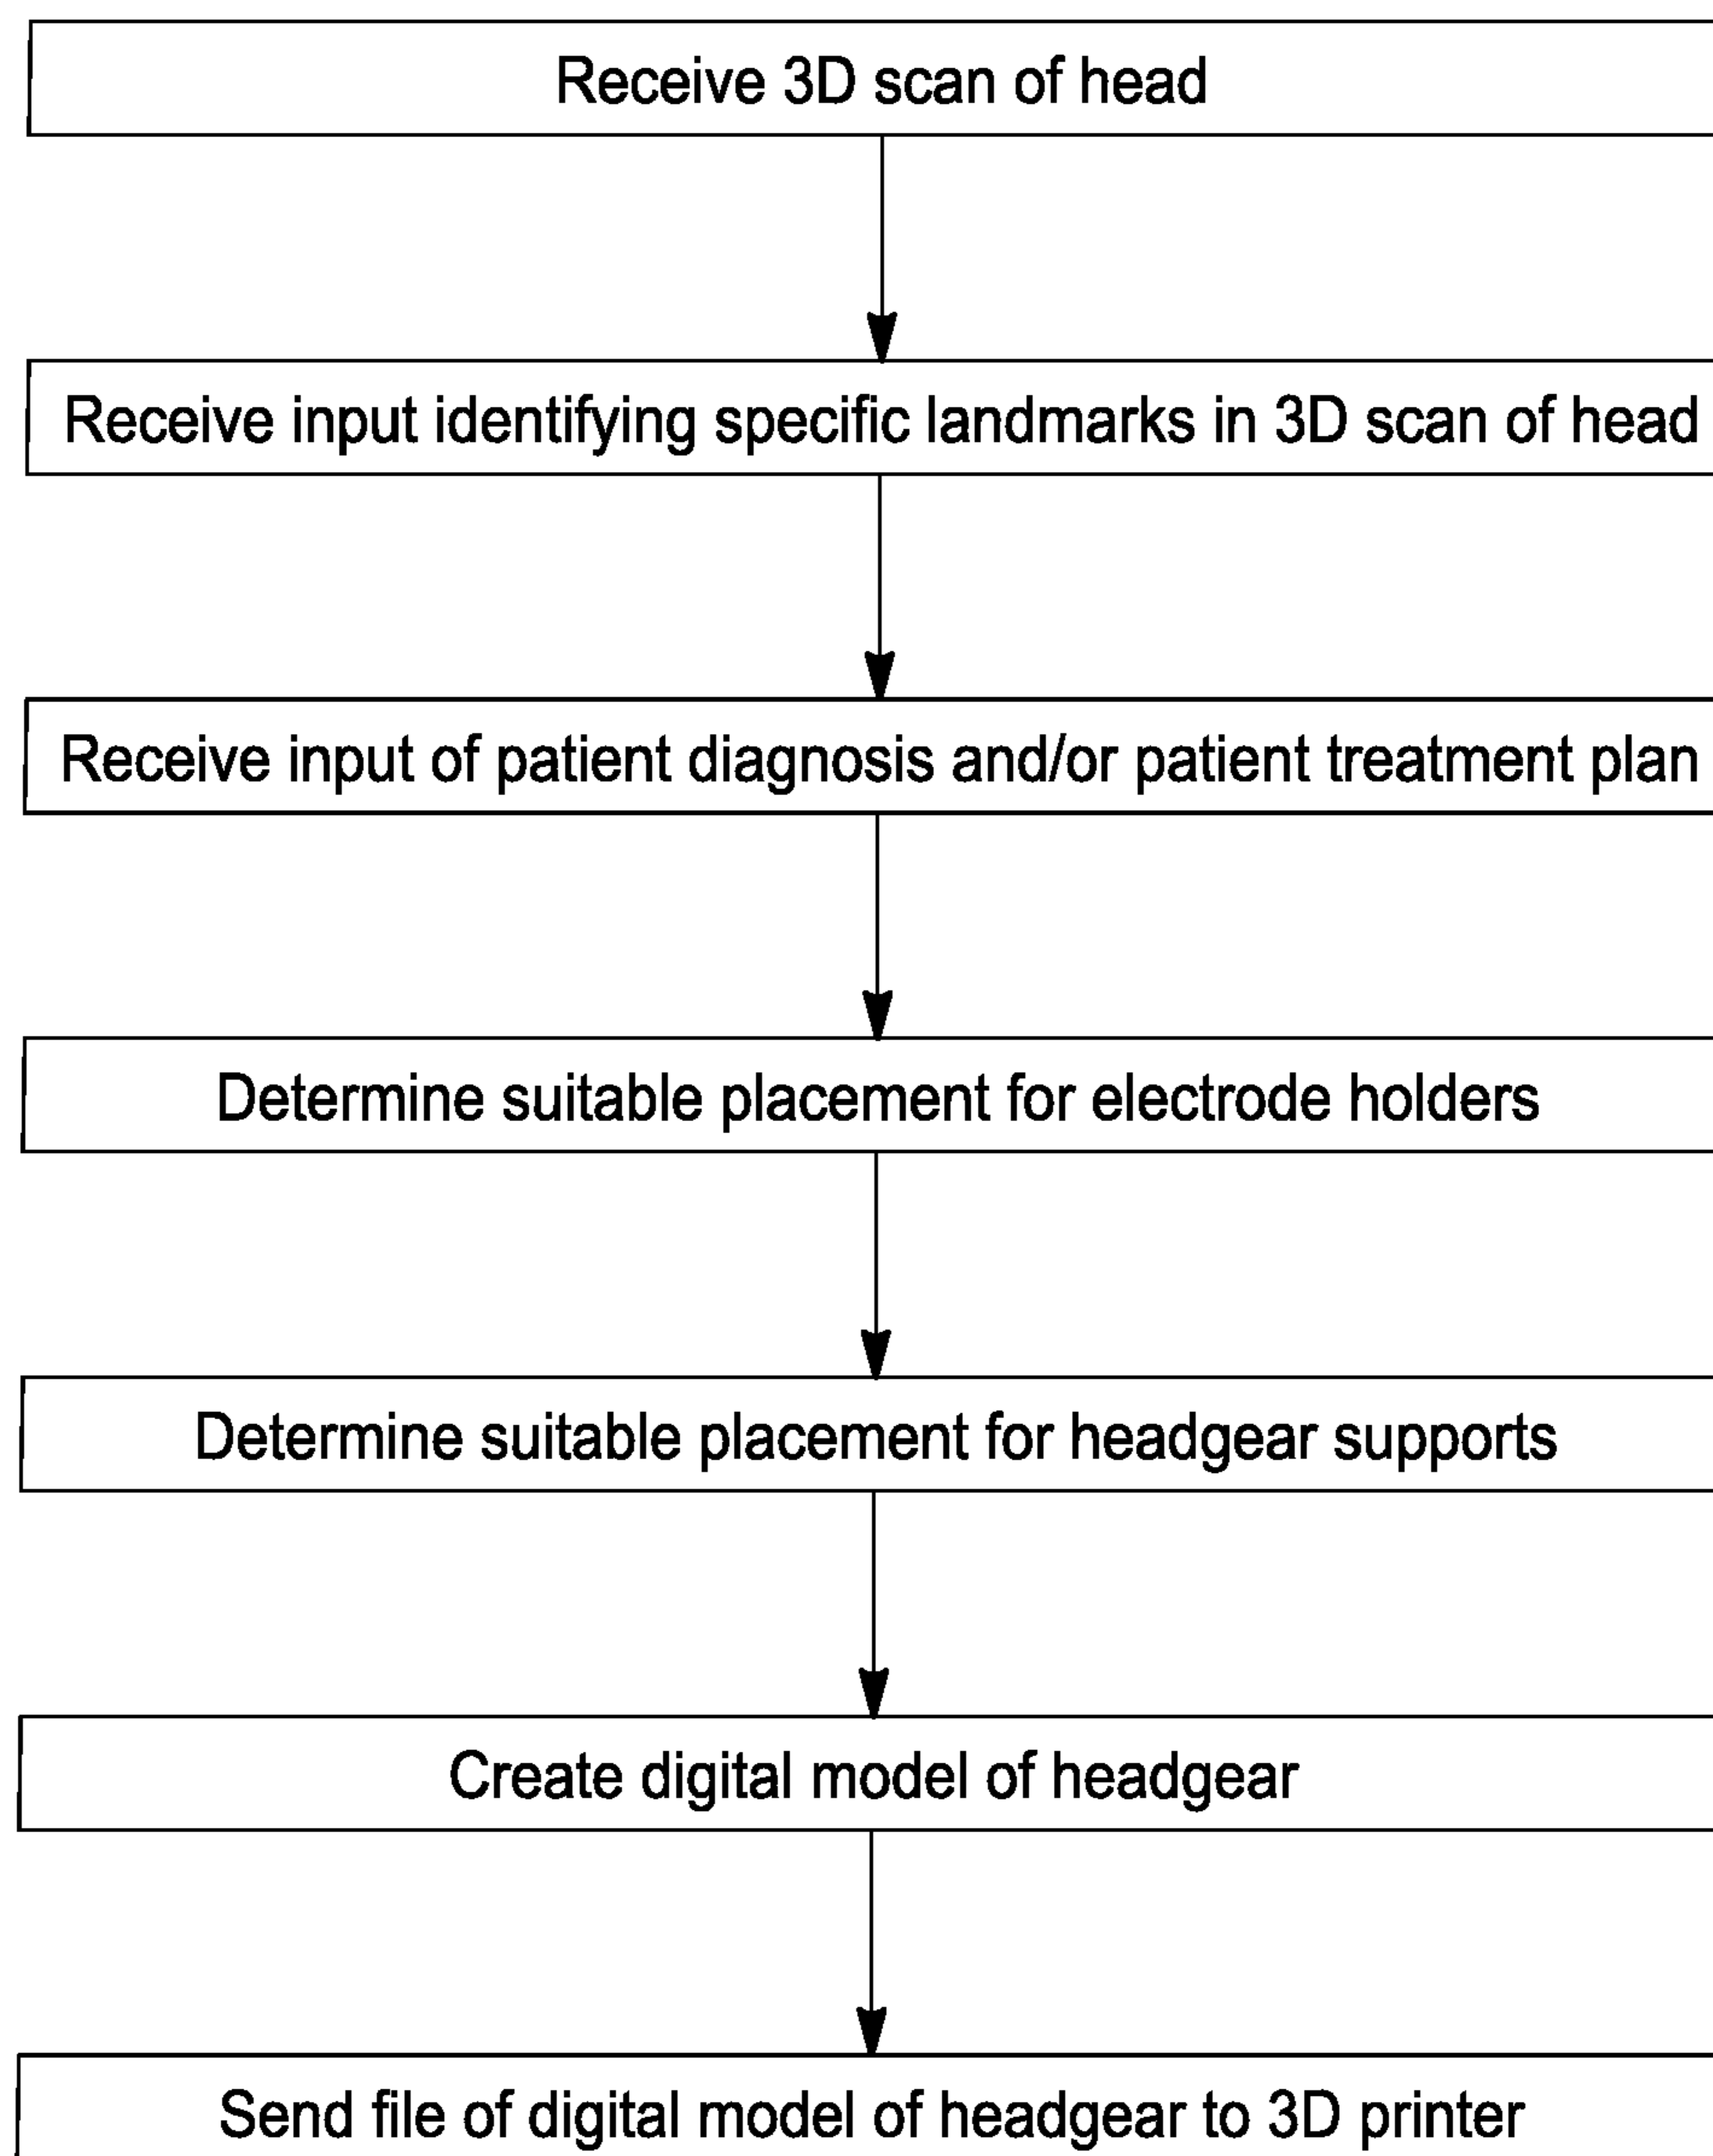 Receive 3D scan of head
Receive input identifying specific landmarks in 3D scan of head
Receive input of patient diagnosis and/or patient treatment plan
Determine suitable placement for electrode holders
Determine suitable placement for headgear supports
Create digital model of headgear
Send file of digital model of headgear to 3D printer